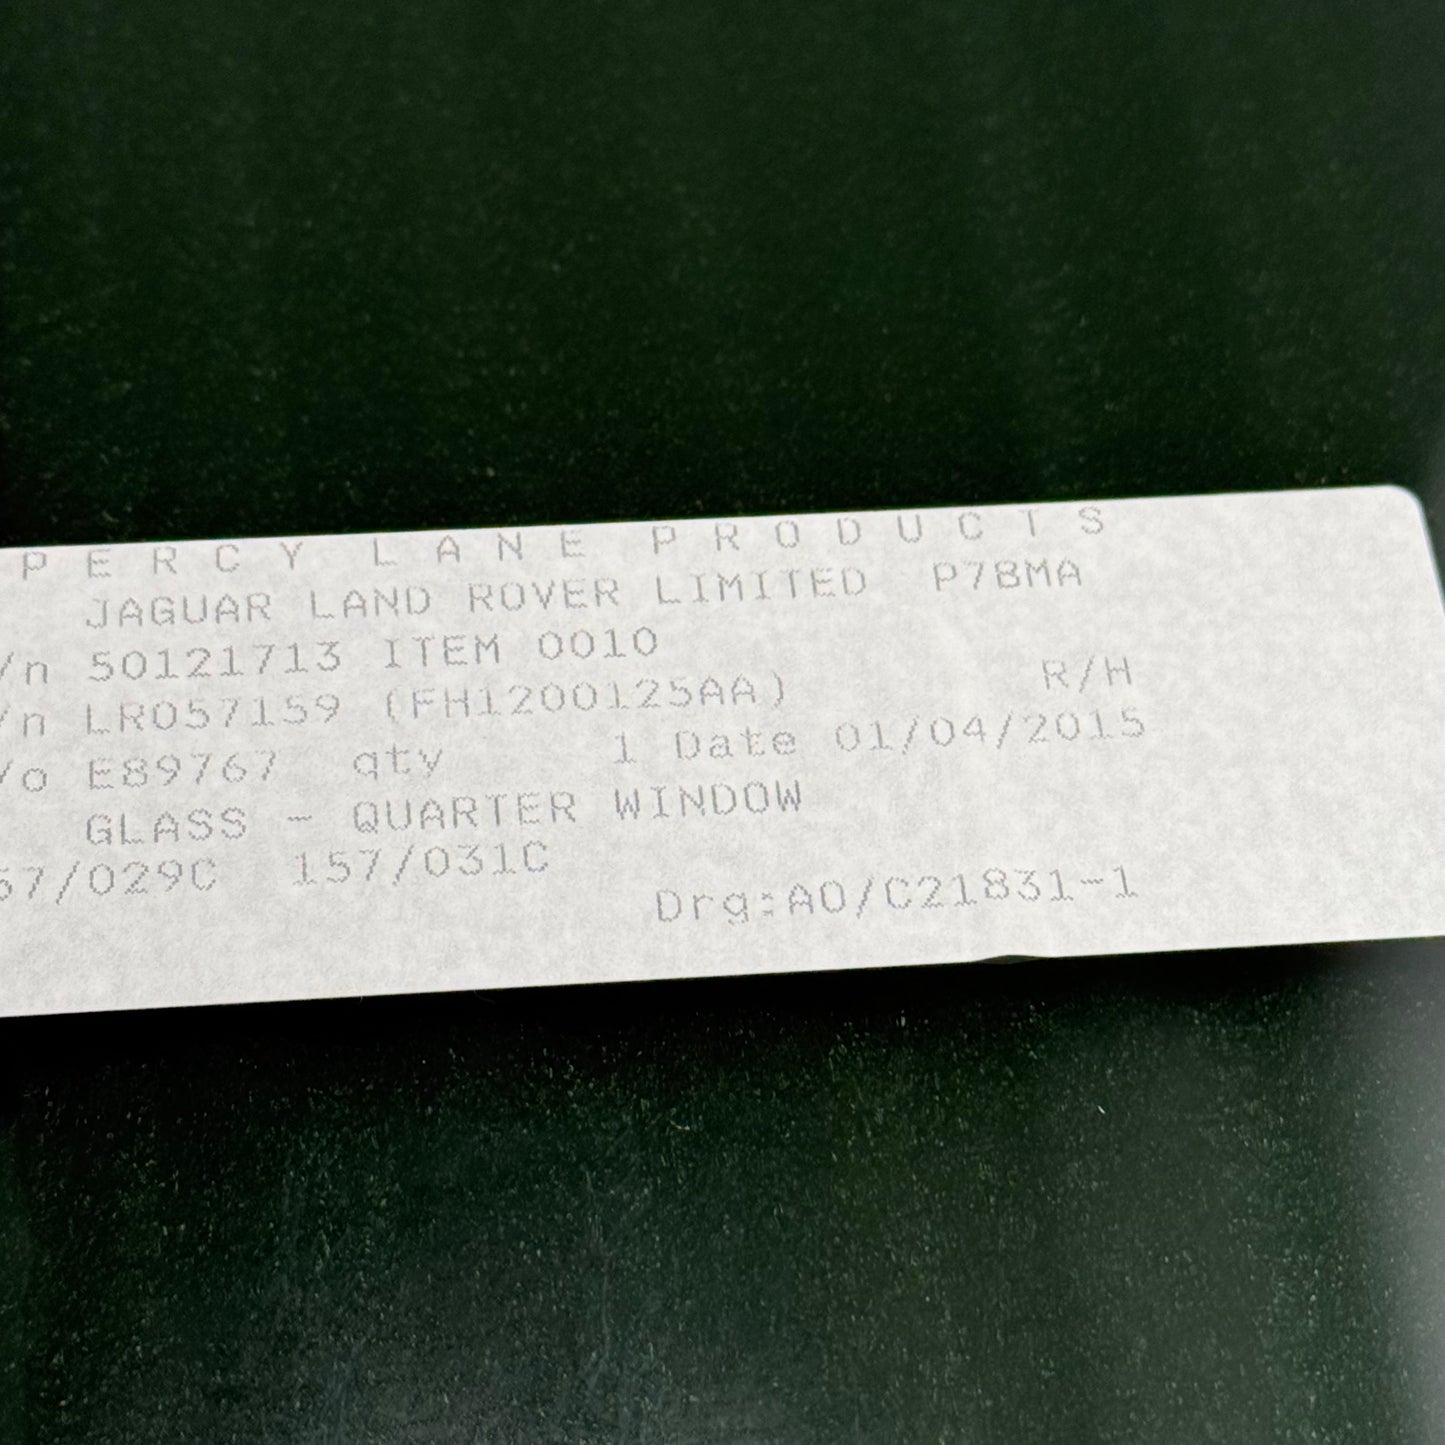 PERCY LANE PRODUCTS
JAGUAR LAND ROVER LIMITED P7BMA
/n 50121713 ITEM 0010
/n LR057159 (FH1200125AA) R/H
/o E89767 qty 1 Date 01/04/2015
GLASS - QUARTER WINDOW
57/029C 157/031C
Drg:A0/C21831-1